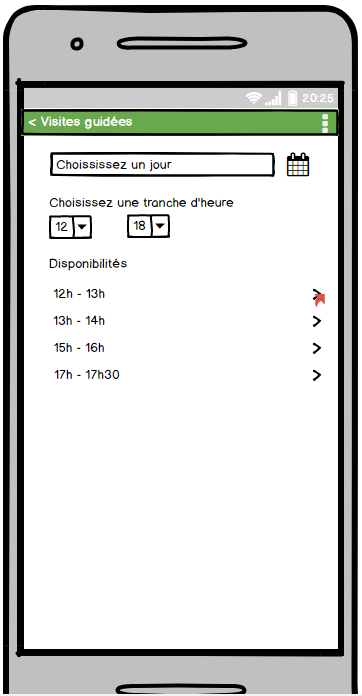 20:25
< Visites guidées
Choississez un jour
Choisissez une tranche d'heure
12 18
Disponibilités
12h - 13h
13h - 14h
15h - 16h
17h - 17h30